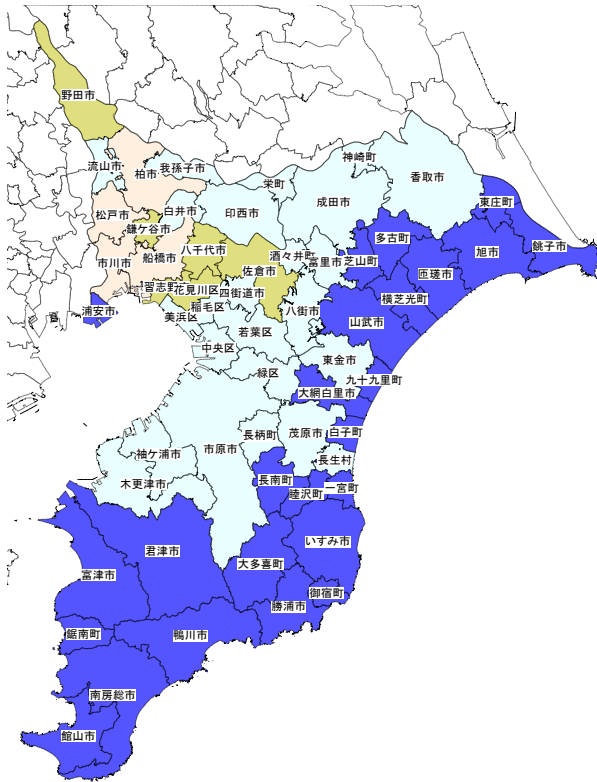 野田市
流山市
柏市
我孫子市
神崎町
香取市
栄町
成田市
東庄町
松戸市
白井市
印西市
鎌ケ谷市
多古町
銚子市
八千代市
酒々井町
旭市
船橋市
市川市
富里市
芝山町
佐倉市
匝瑳市
習志野
花見川区
四街道市
横芝光町
浦安市
美浜区
稲毛区
八街市
山武市
若葉区
中央区
東金市
緑区
九十九里町
大網白里市
長柄町
茂原市
白子町
市原市
袖ケ浦市
長生村
木更津市
長南町
睦沢町
一宮町
君津市
いすみ市
大多喜町
富津市
御宿町
勝浦市
鋸南町
鴨川市
南房総市
館山市